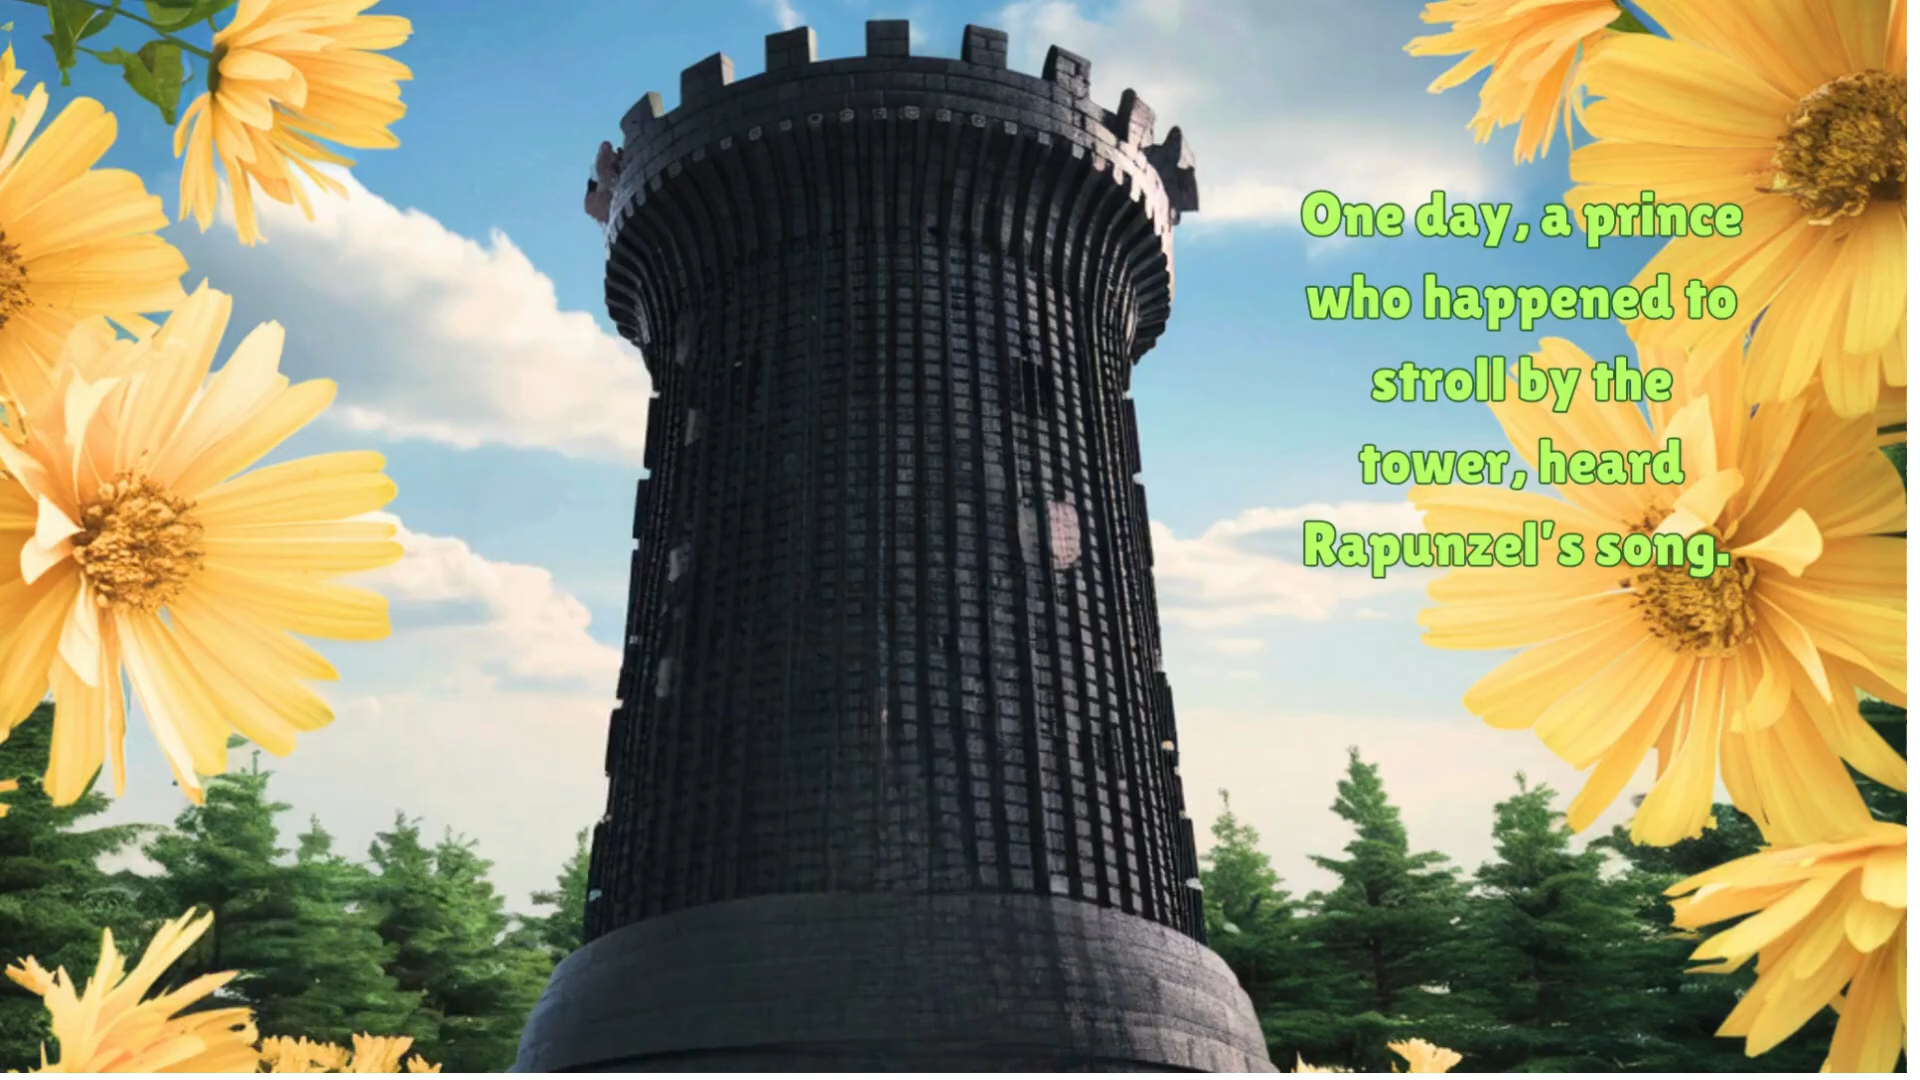 One day, a prince
who happened to
stroll by the
tower, heard
Rapunzel's song.